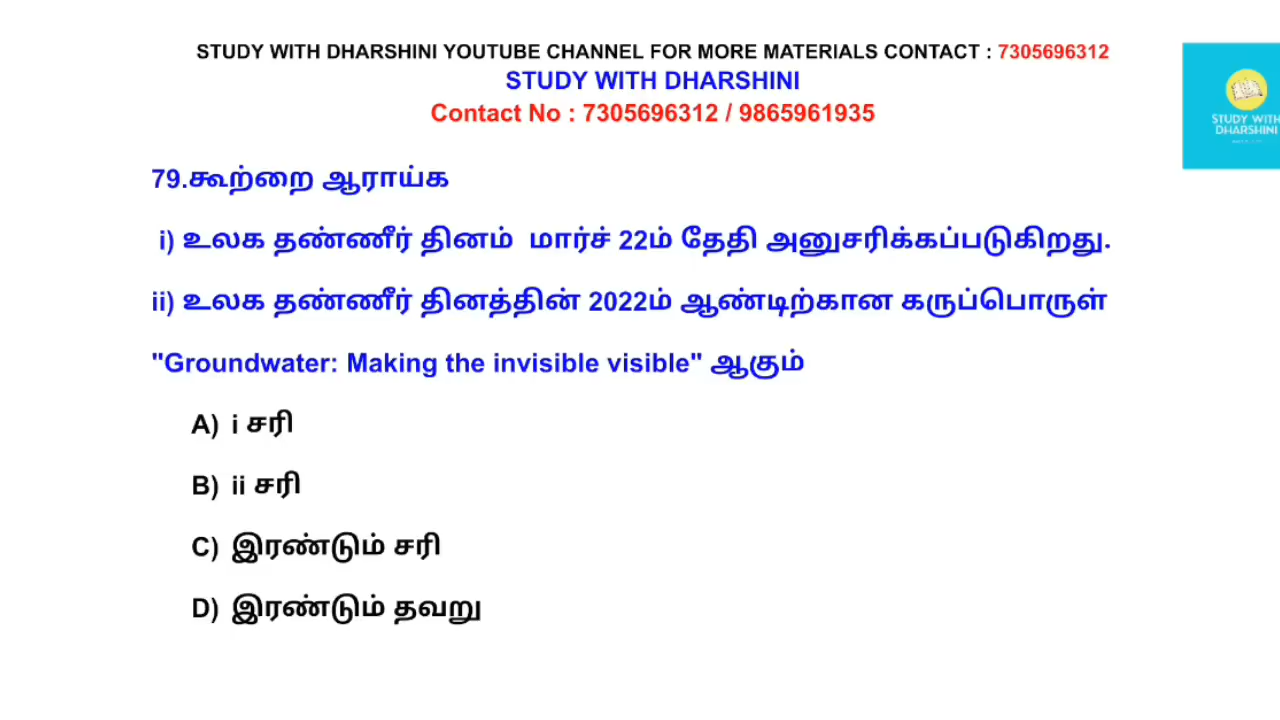 STUDY WITH DHARSHINI YOUTUBE CHANNEL FOR MORE MATERIALS CONTACT : 7305696312
STUDY WITH DHARSHINI
Contact No : 7305696312 / 9865961935
STUDY WITH
DHARSHINI
79.கூற்றை ஆராய்க
i) உலக தண்ணீர் தினம் மார்ச் 22ம் தேதி அனுசரிக்கப்படுகிறது.
ii) உலக தண்ணீர் தினத்தின் 2022ம் ஆண்டிற்கான கருப்பொருள்
"Groundwater: Making the invisible visible" ஆகும்
A) i சரி
B) ii சரி
C) இரண்டும் சரி
D) இரண்டும் தவறு